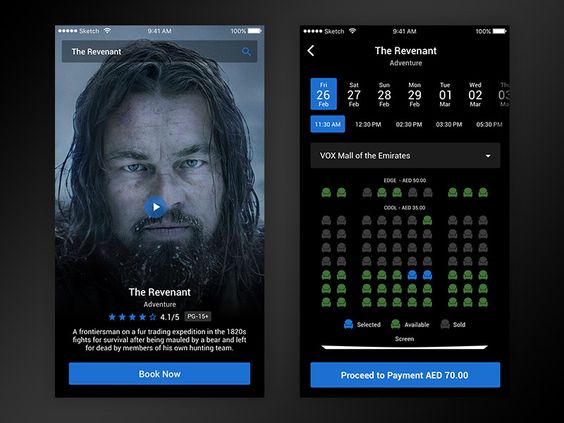 Sketch 9:41 AM 100%
The Revenant
The Revenant
Adventure
4.1/5 PG-15+
A frontiersman on a fur trading expedition in the 1820s
fights for survival after being mauled by a bear and left
for dead by members of his own hunting team.
Book Now
Sketch 9:41 AM 100%
The Revenant
Adventure
Fri Sat Sun Mon Tue Wed Thu
26 27 28 29 01 02 03
Feb Feb Feb Feb Mar Mar
11:30 AM 12:30 PM 02:30 PM 03:30 PM 05:30 PM
VOX Mall of the Emirates
EDGE - AED 50.00
COOL - AED 35.00
Selected Available Sold
Screen
Proceed to Payment AED 70.00